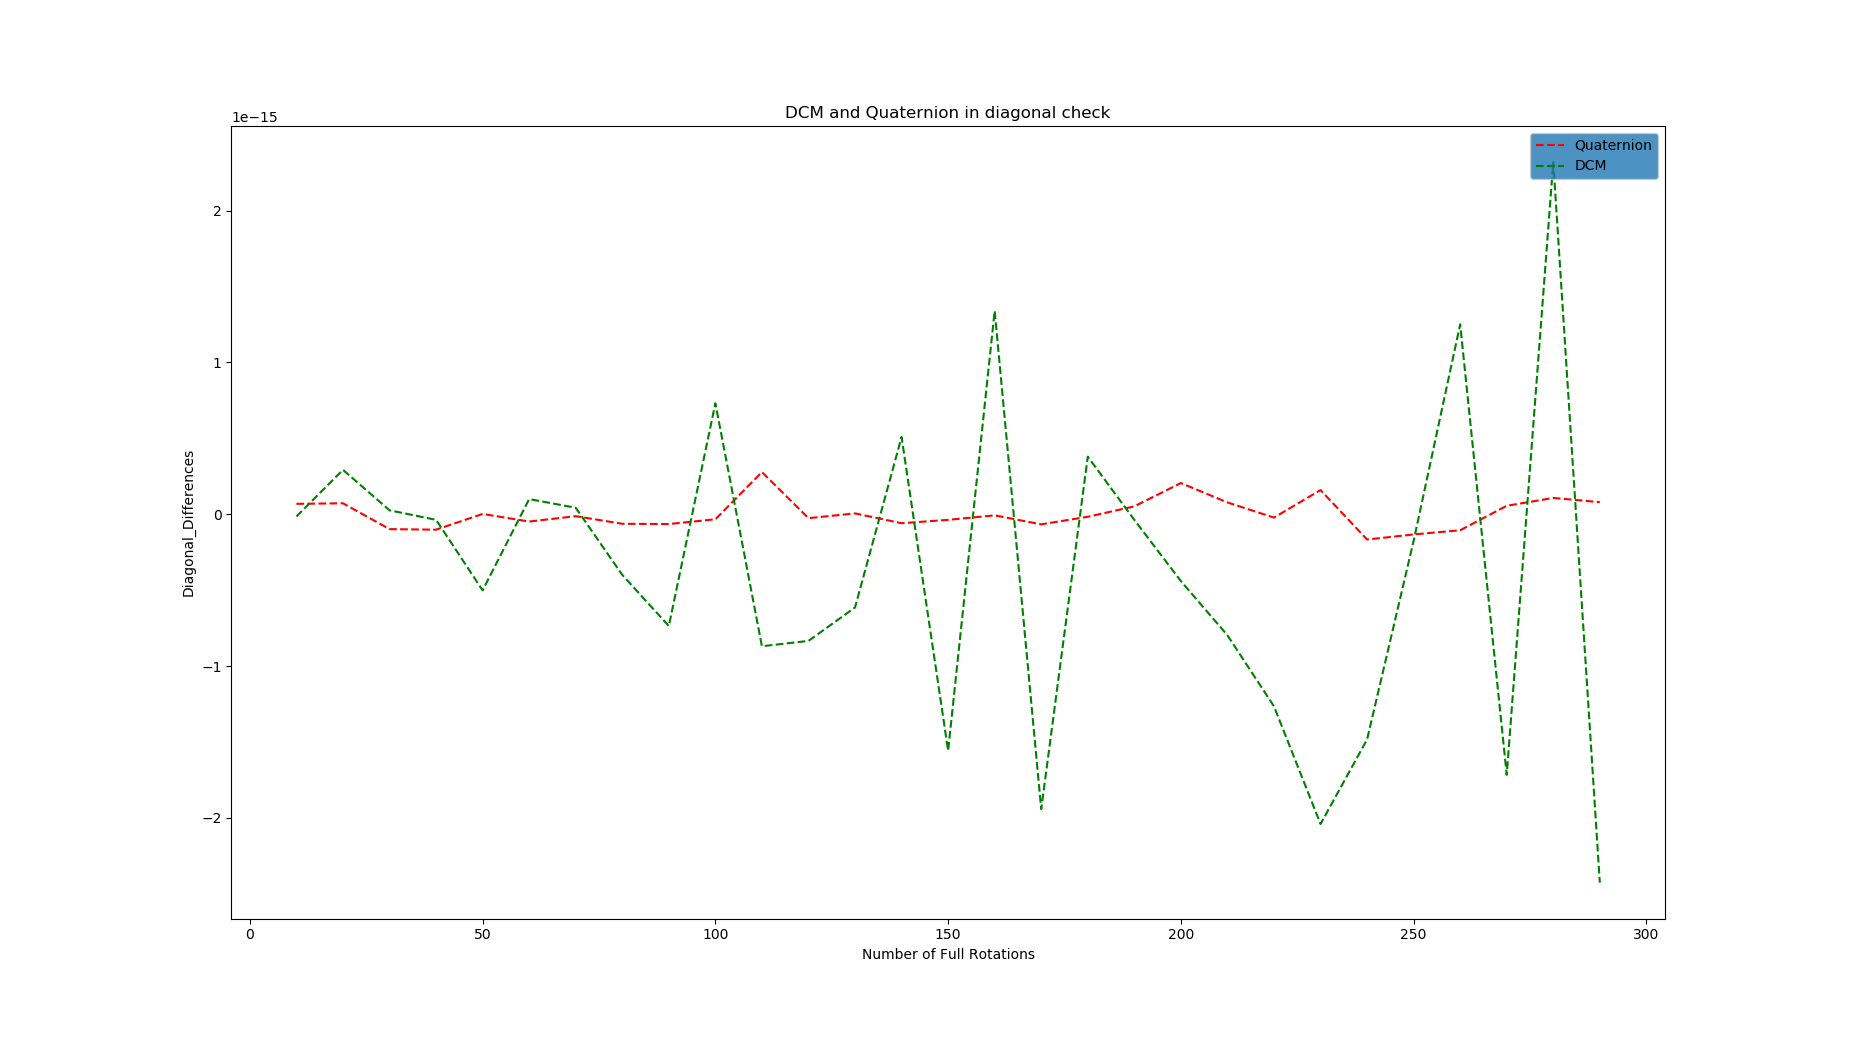 DCM and Quaternion in diagonal check
1e−15
Quaternion
DCM
2
1
0
−1
−2
Diagonal_Differences
0 50 100 150 200 250 300
Number of Full Rotations